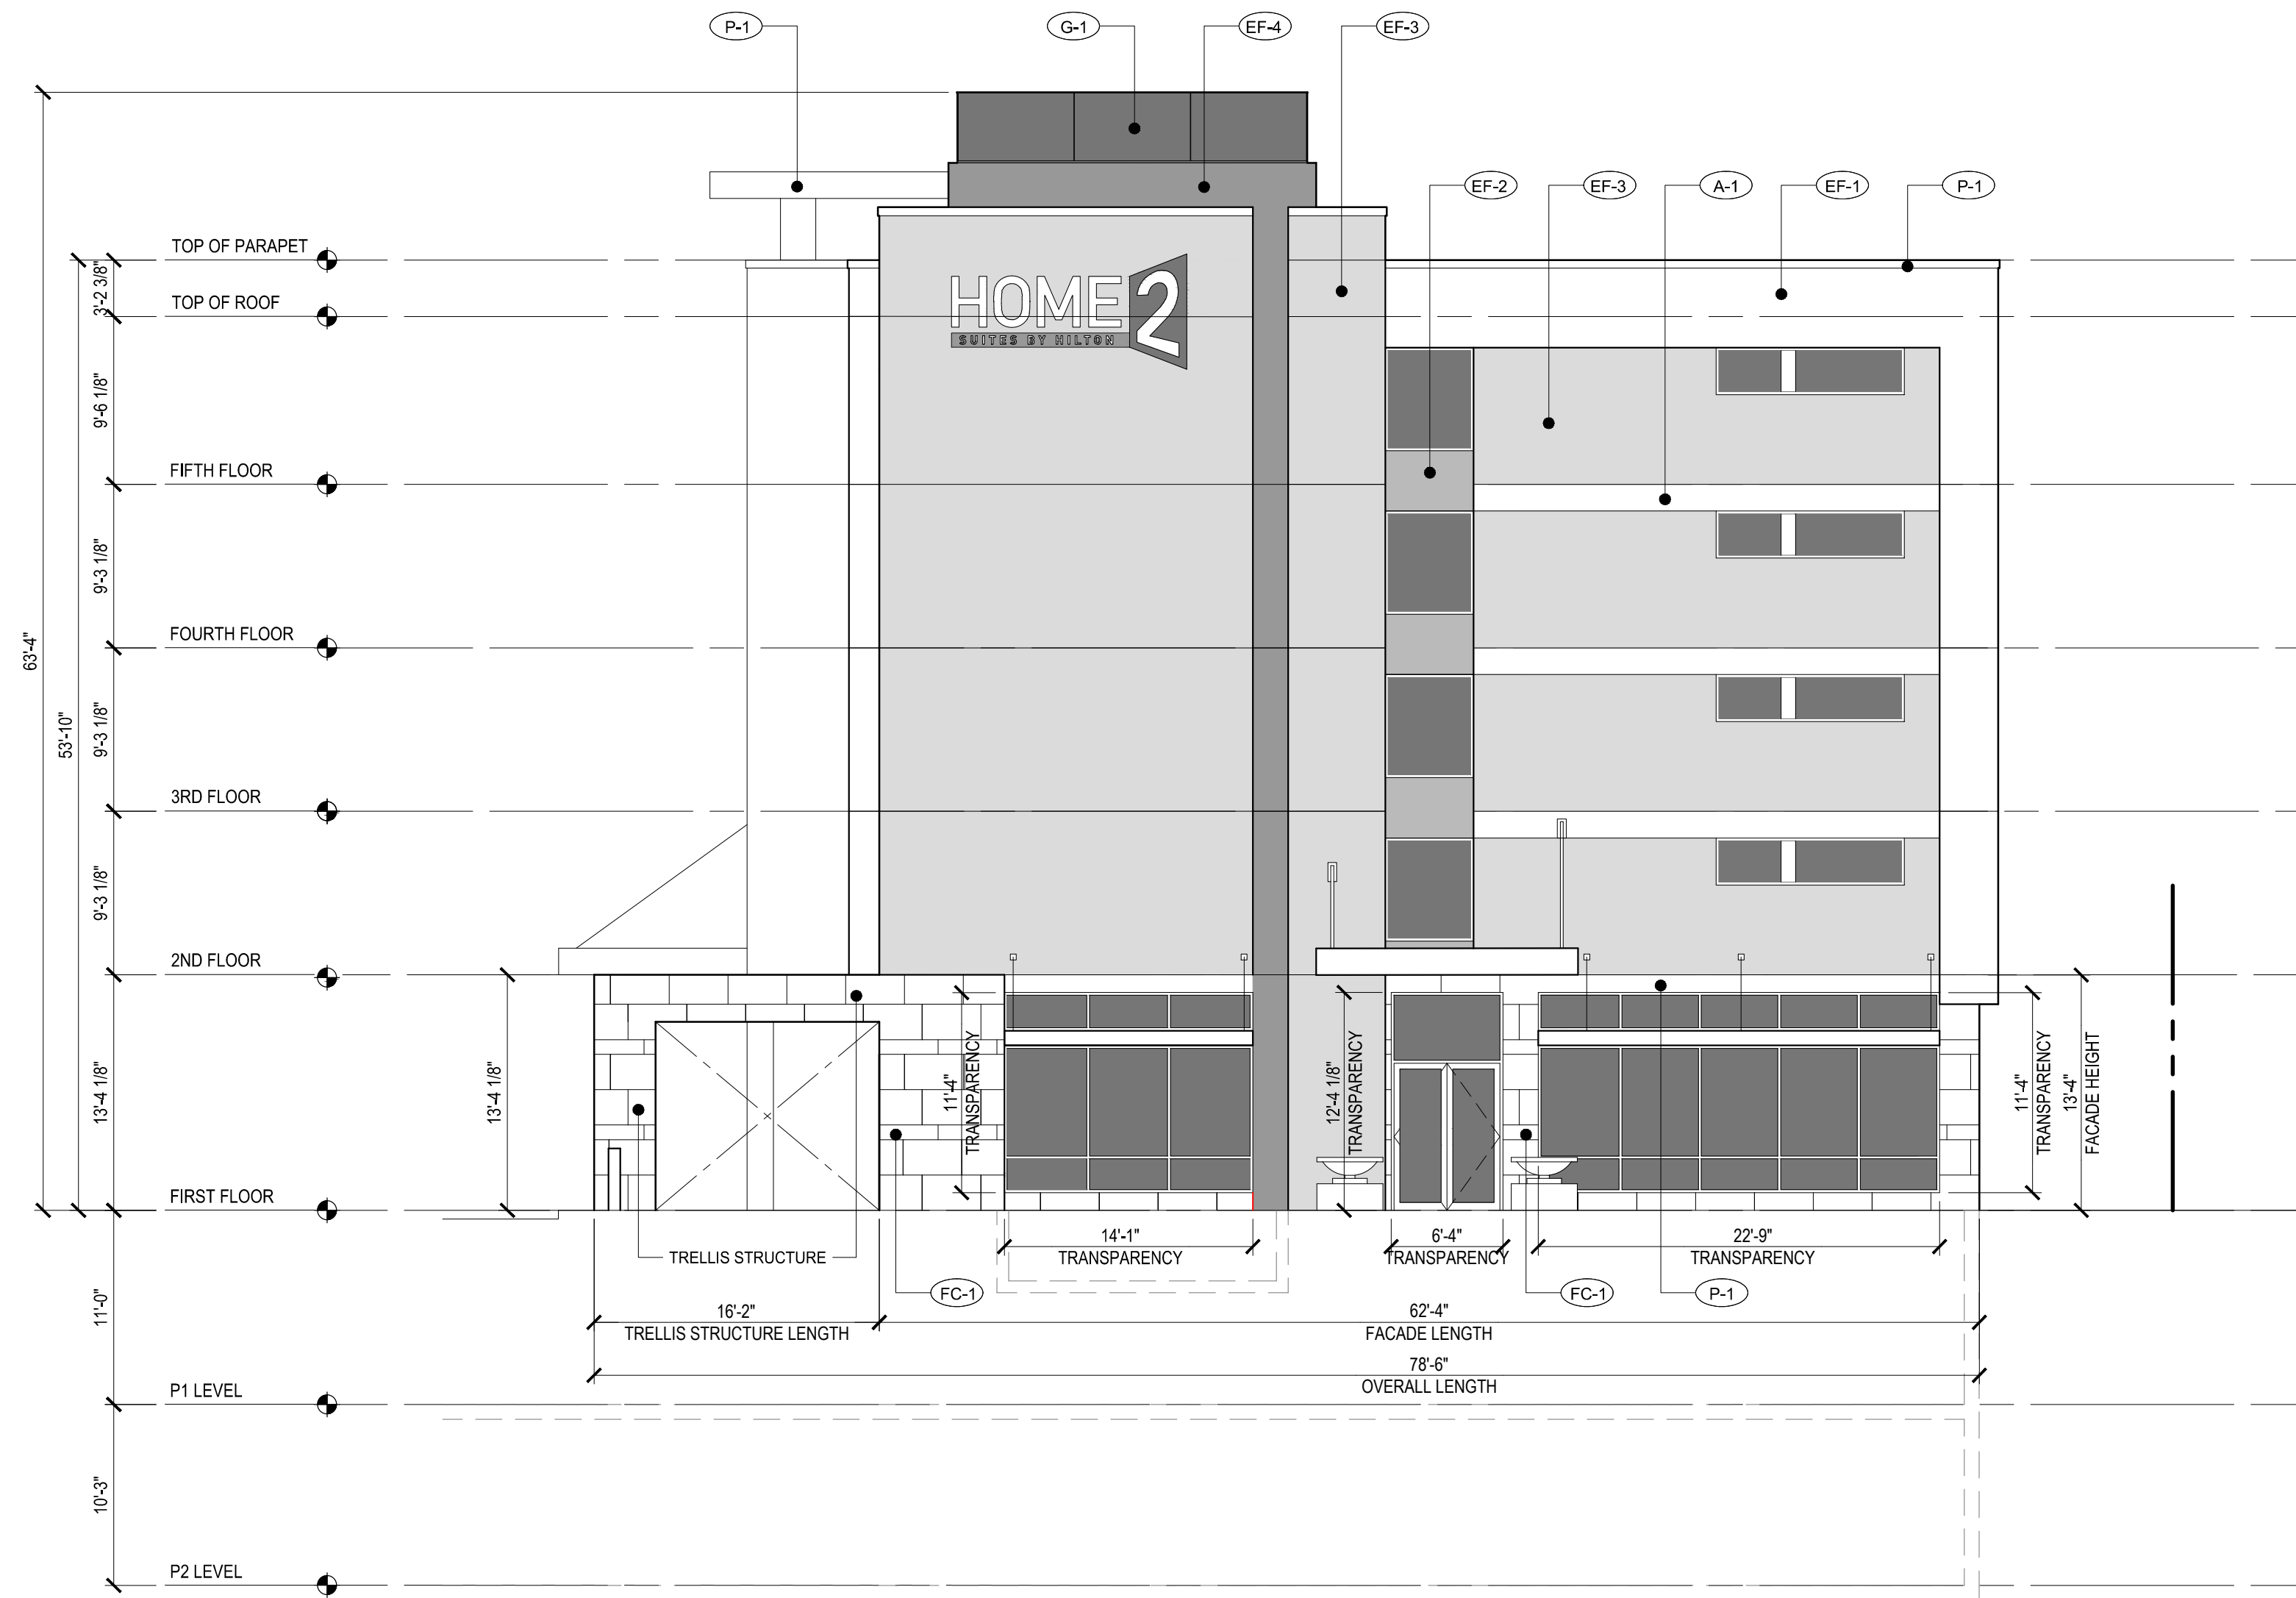 P-1
G-1
EF-4
EF-3
EF-2
EF-3
A-1
EF-1
P-1
TOP OF PARAPET
3'-2 3/8"
TOP OF ROOF
HOME 2
SUITES BY HILTON
9'-6 1/8"
FIFTH FLOOR
9'-3 1/8"
FOURTH FLOOR
63'-4"
53'-10"
9'-3 1/8"
3RD FLOOR
9'-3 1/8"
2ND FLOOR
13'-4 1/8"
13'-4 1/8"
11'-4"
TRANSPARENCY
12'-4 1/8"
TRANSPARENCY
11'-4"
TRANSPARENCY
13'-4"
FACADE HEIGHT
FIRST FLOOR
14'-1"
TRANSPARENCY
6'-4"
TRANSPARENCY
22'-9"
TRANSPARENCY
TRELLIS STRUCTURE
FC-1
FC-1
P-1
11'-0"
16'-2"
TRELLIS STRUCTURE LENGTH
62'-4"
FACADE LENGTH
78'-6"
OVERALL LENGTH
P1 LEVEL
10'-3"
P2 LEVEL